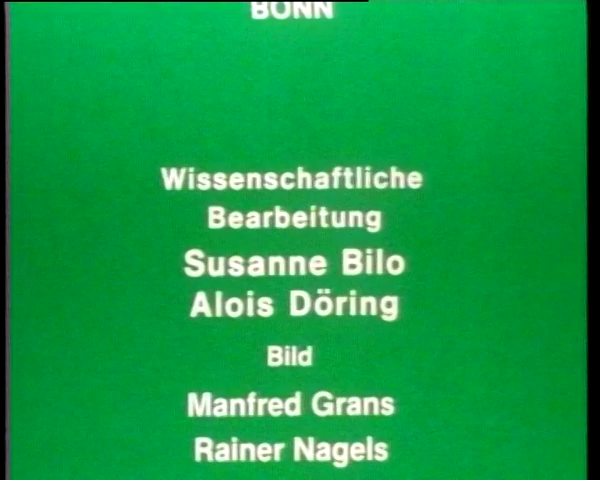 BONN
Wissenschaftliche
Bearbeitung
Susanne Bilo
Alois Döring
Bild
Manfred Grans
Rainer Nagels